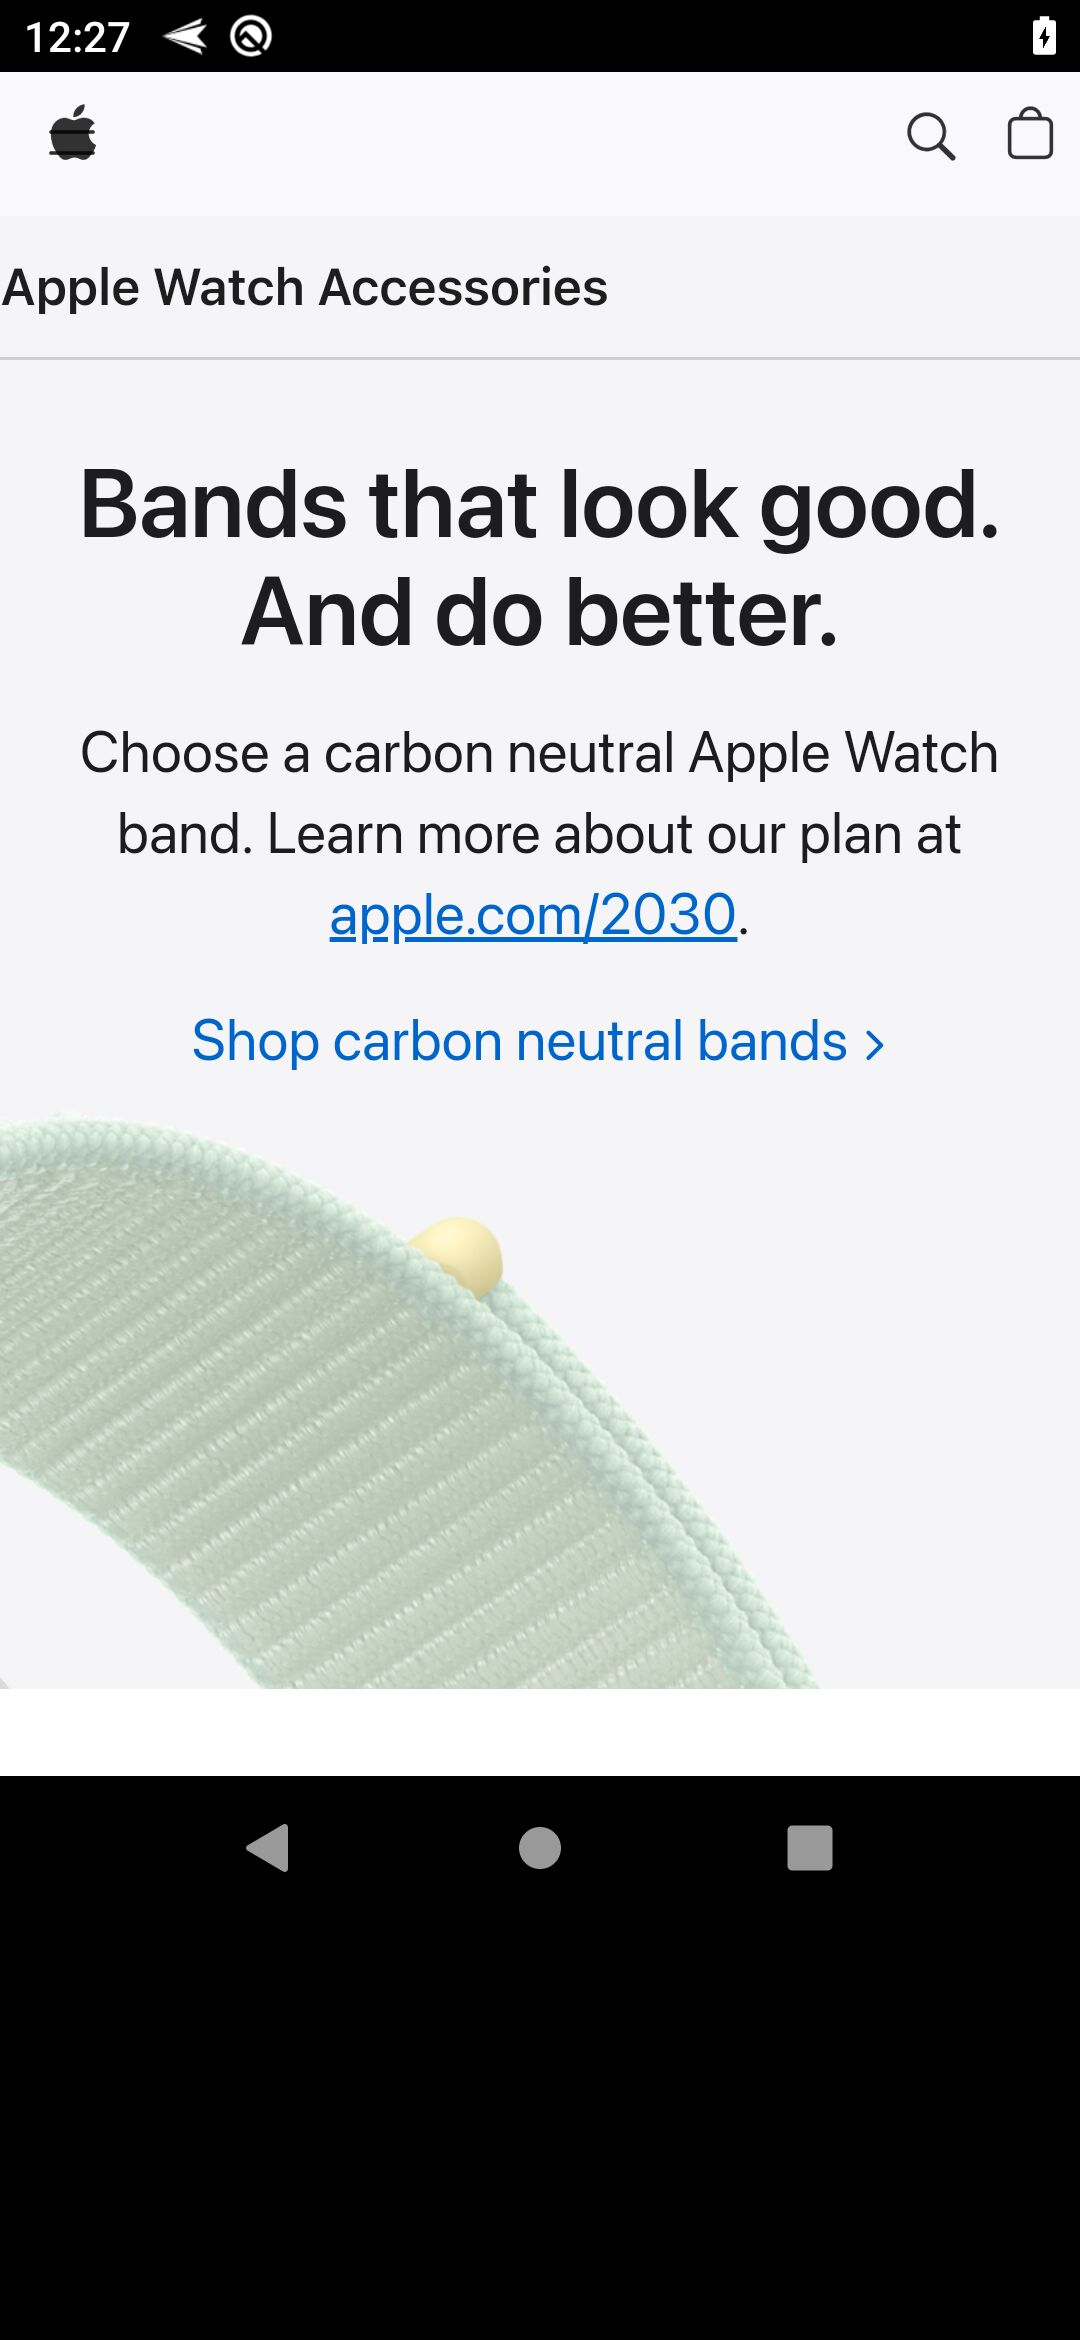 12:27
Apple Watch Accessories
Bands that look good.
And do better.
Choose a carbon neutral Apple Watch
band. Learn more about our plan at
apple.com/2030.
Shop carbon neutral bands >